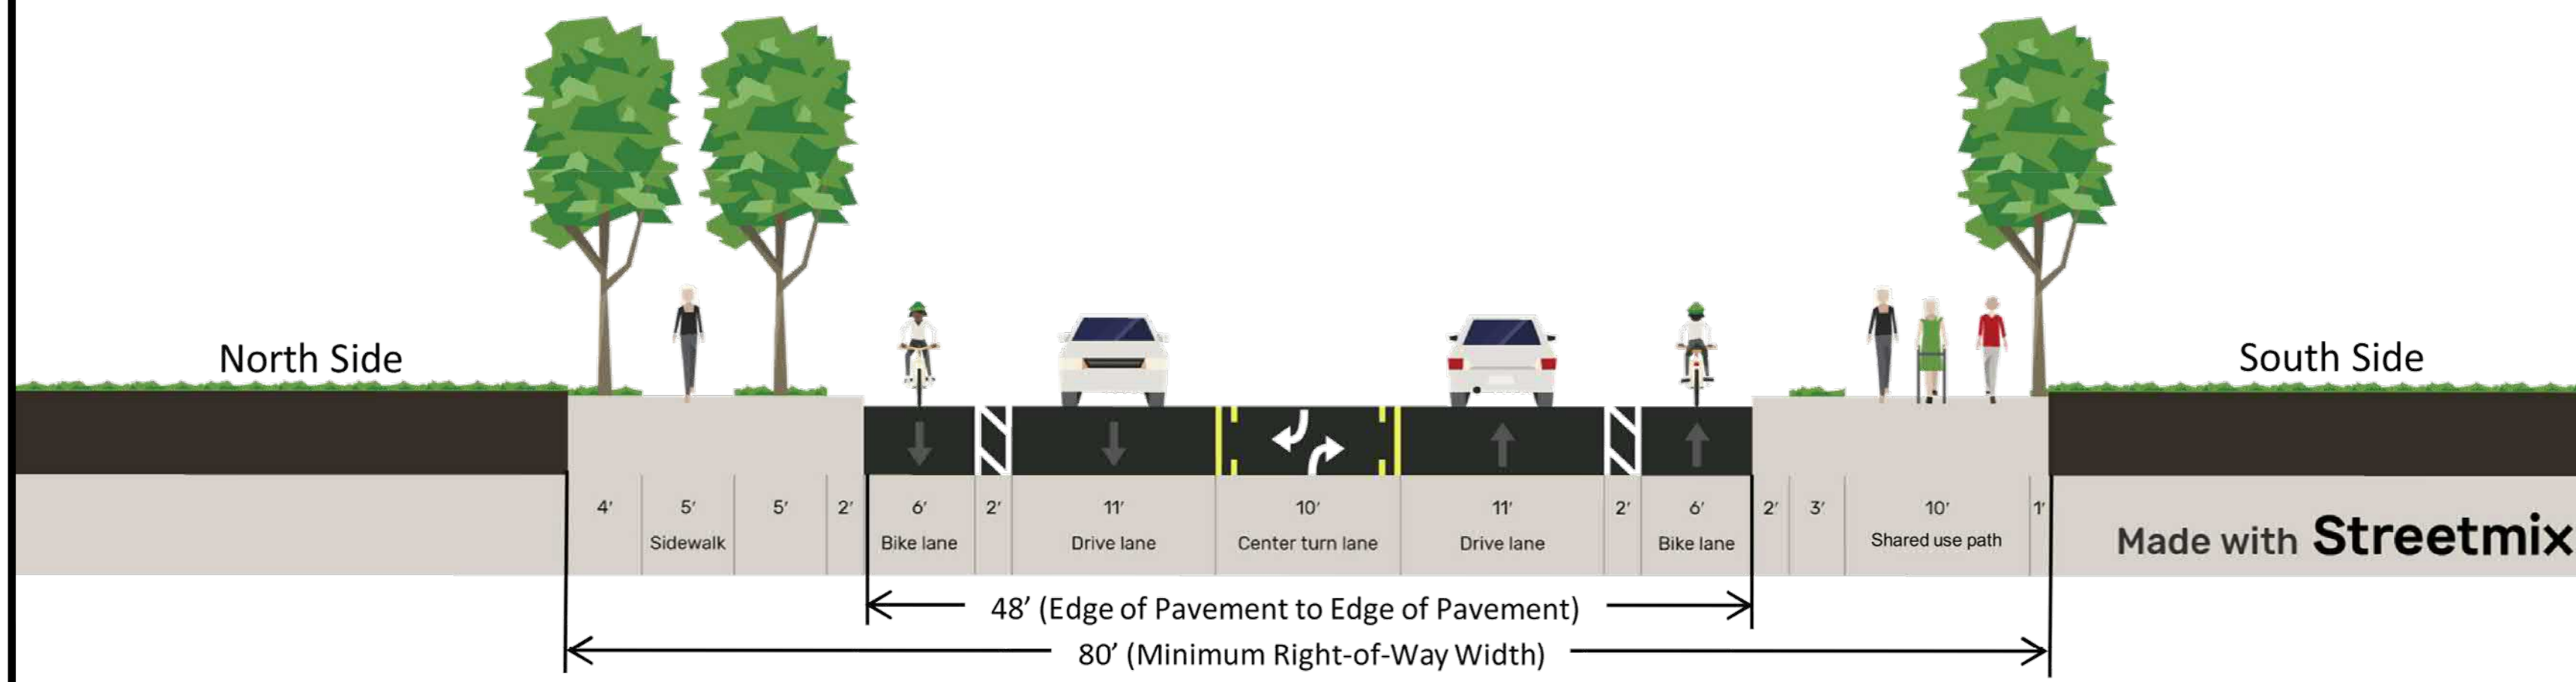 North Side
South Side
4' 5' 5' 2' 6' 2' 11' 10' 11' 2' 6' 2' 3' 10' 1'
Sidewalk Bike lane Drive lane Center turn lane Drive lane Bike lane Shared use path
Made with Streetmix
48’ (Edge of Pavement to Edge of Pavement)
80’ (Minimum Right-of-Way Width)